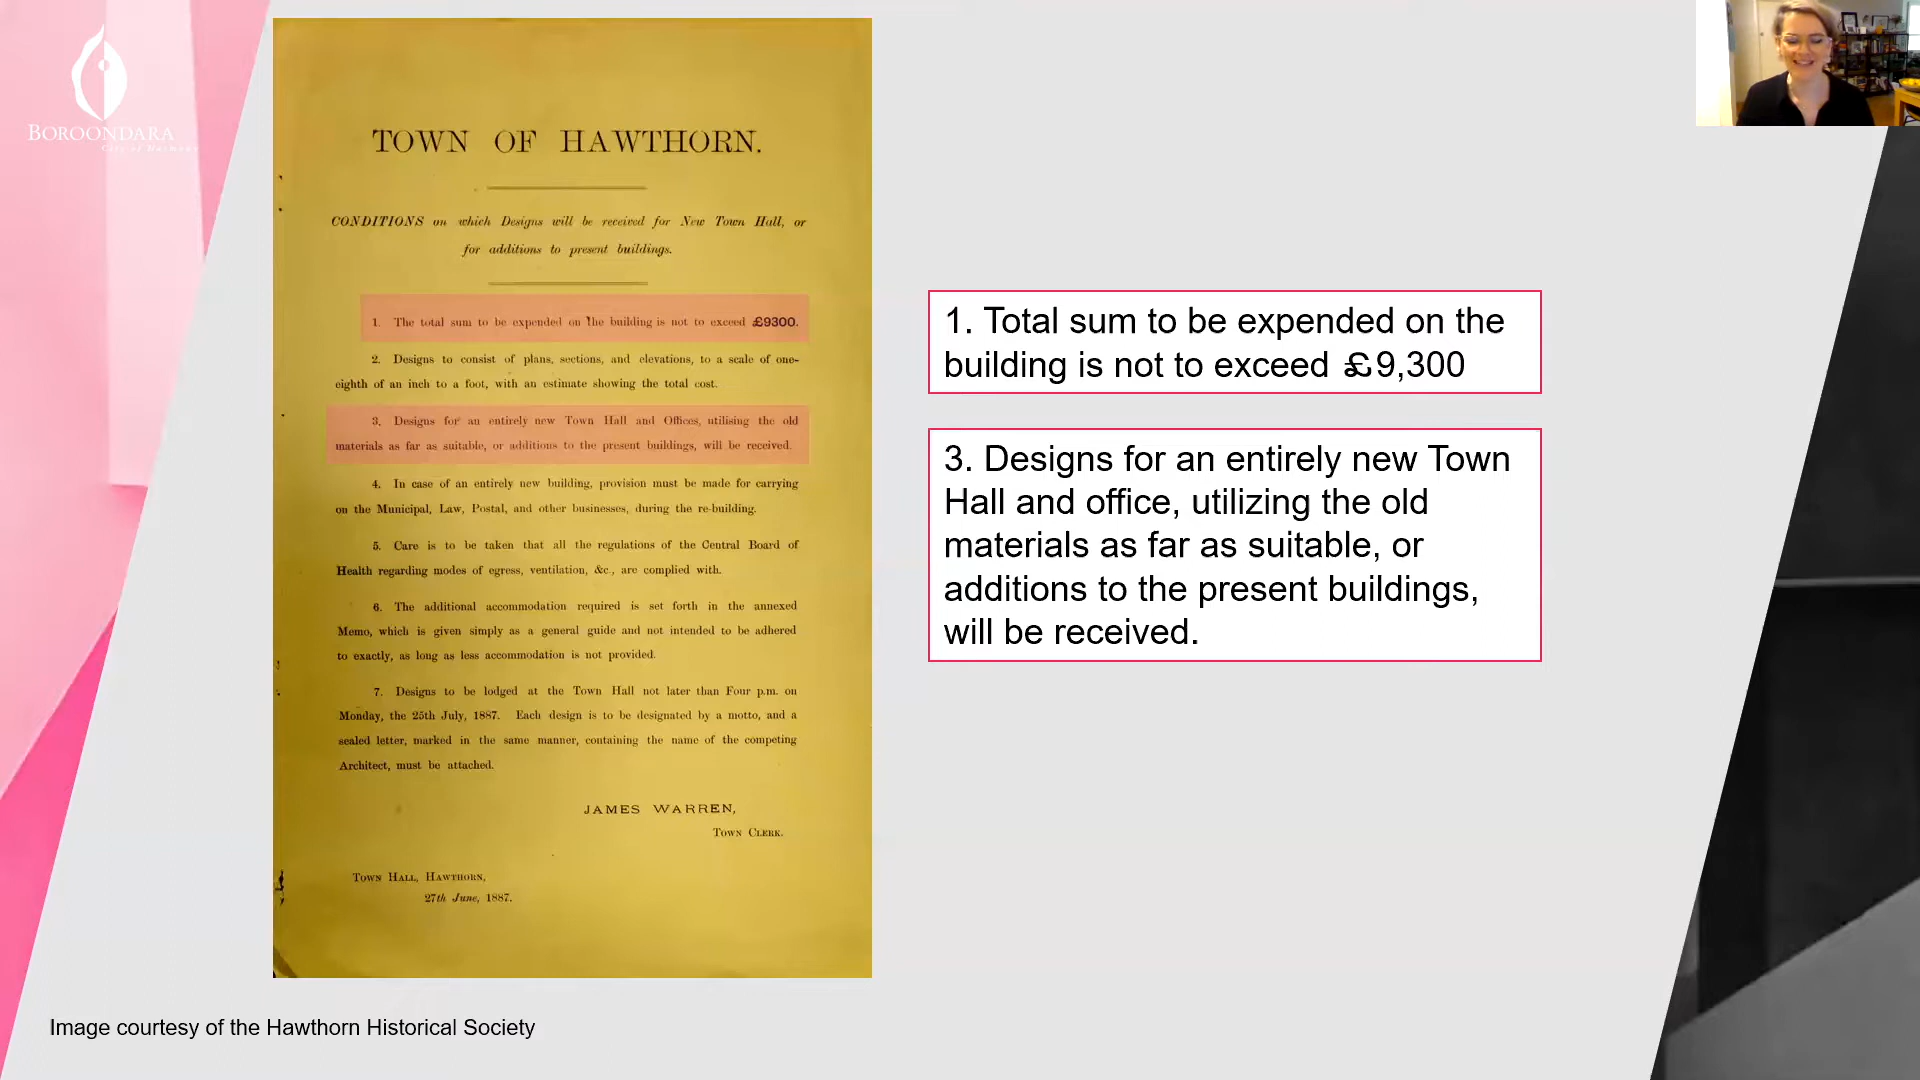 BOROONDARA
City of Harmony
TOWN OF HAWTHORN.
CONDITIONS on which Designs will be received for New Town Hall, or
for additions to present buildings.
1. The total sum to be expended on the building is not to exceed £9300.
2. Designs to consist of plans, sections, and elevations, to a scale of one-
eighth of an inch to a foot, with an estimate showing the total cost.
3. Designs for an entirely new Town Hall and Offices, utilising the old
materials as far as suitable, or additions to the present buildings, will be received.
4. In case of an entirely new building, provision must be made for carrying
on the Municipal, Law, Postal, and other businesses, during the re-building.
5. Care is to be taken that all the regulations of the Central Board of
Health regarding modes of egress, ventilation, &c., are complied with.
6. The additional accommodation required is set forth in the annexed
Memo, which is given simply as a general guide and not intended to be adhered
to exactly, as long as less accommodation is not provided.
7. Designs to be lodged at the Town Hall not later than Four p.m. on
Monday, the 25th July, 1887. Each design is to be designated by a motto, and a
sealed letter, marked in the same manner, containing the name of the competing
Architect, must be attached.
JAMES WARREN,
TOWN CLERK.
TOWN HALL, HAWTHORN,
27th June, 1887.
1. Total sum to be expended on the
building is not to exceed £9,300
3. Designs for an entirely new Town
Hall and office, utilizing the old
materials as far as suitable, or
additions to the present buildings,
will be received.
Image courtesy of the Hawthorn Historical Society